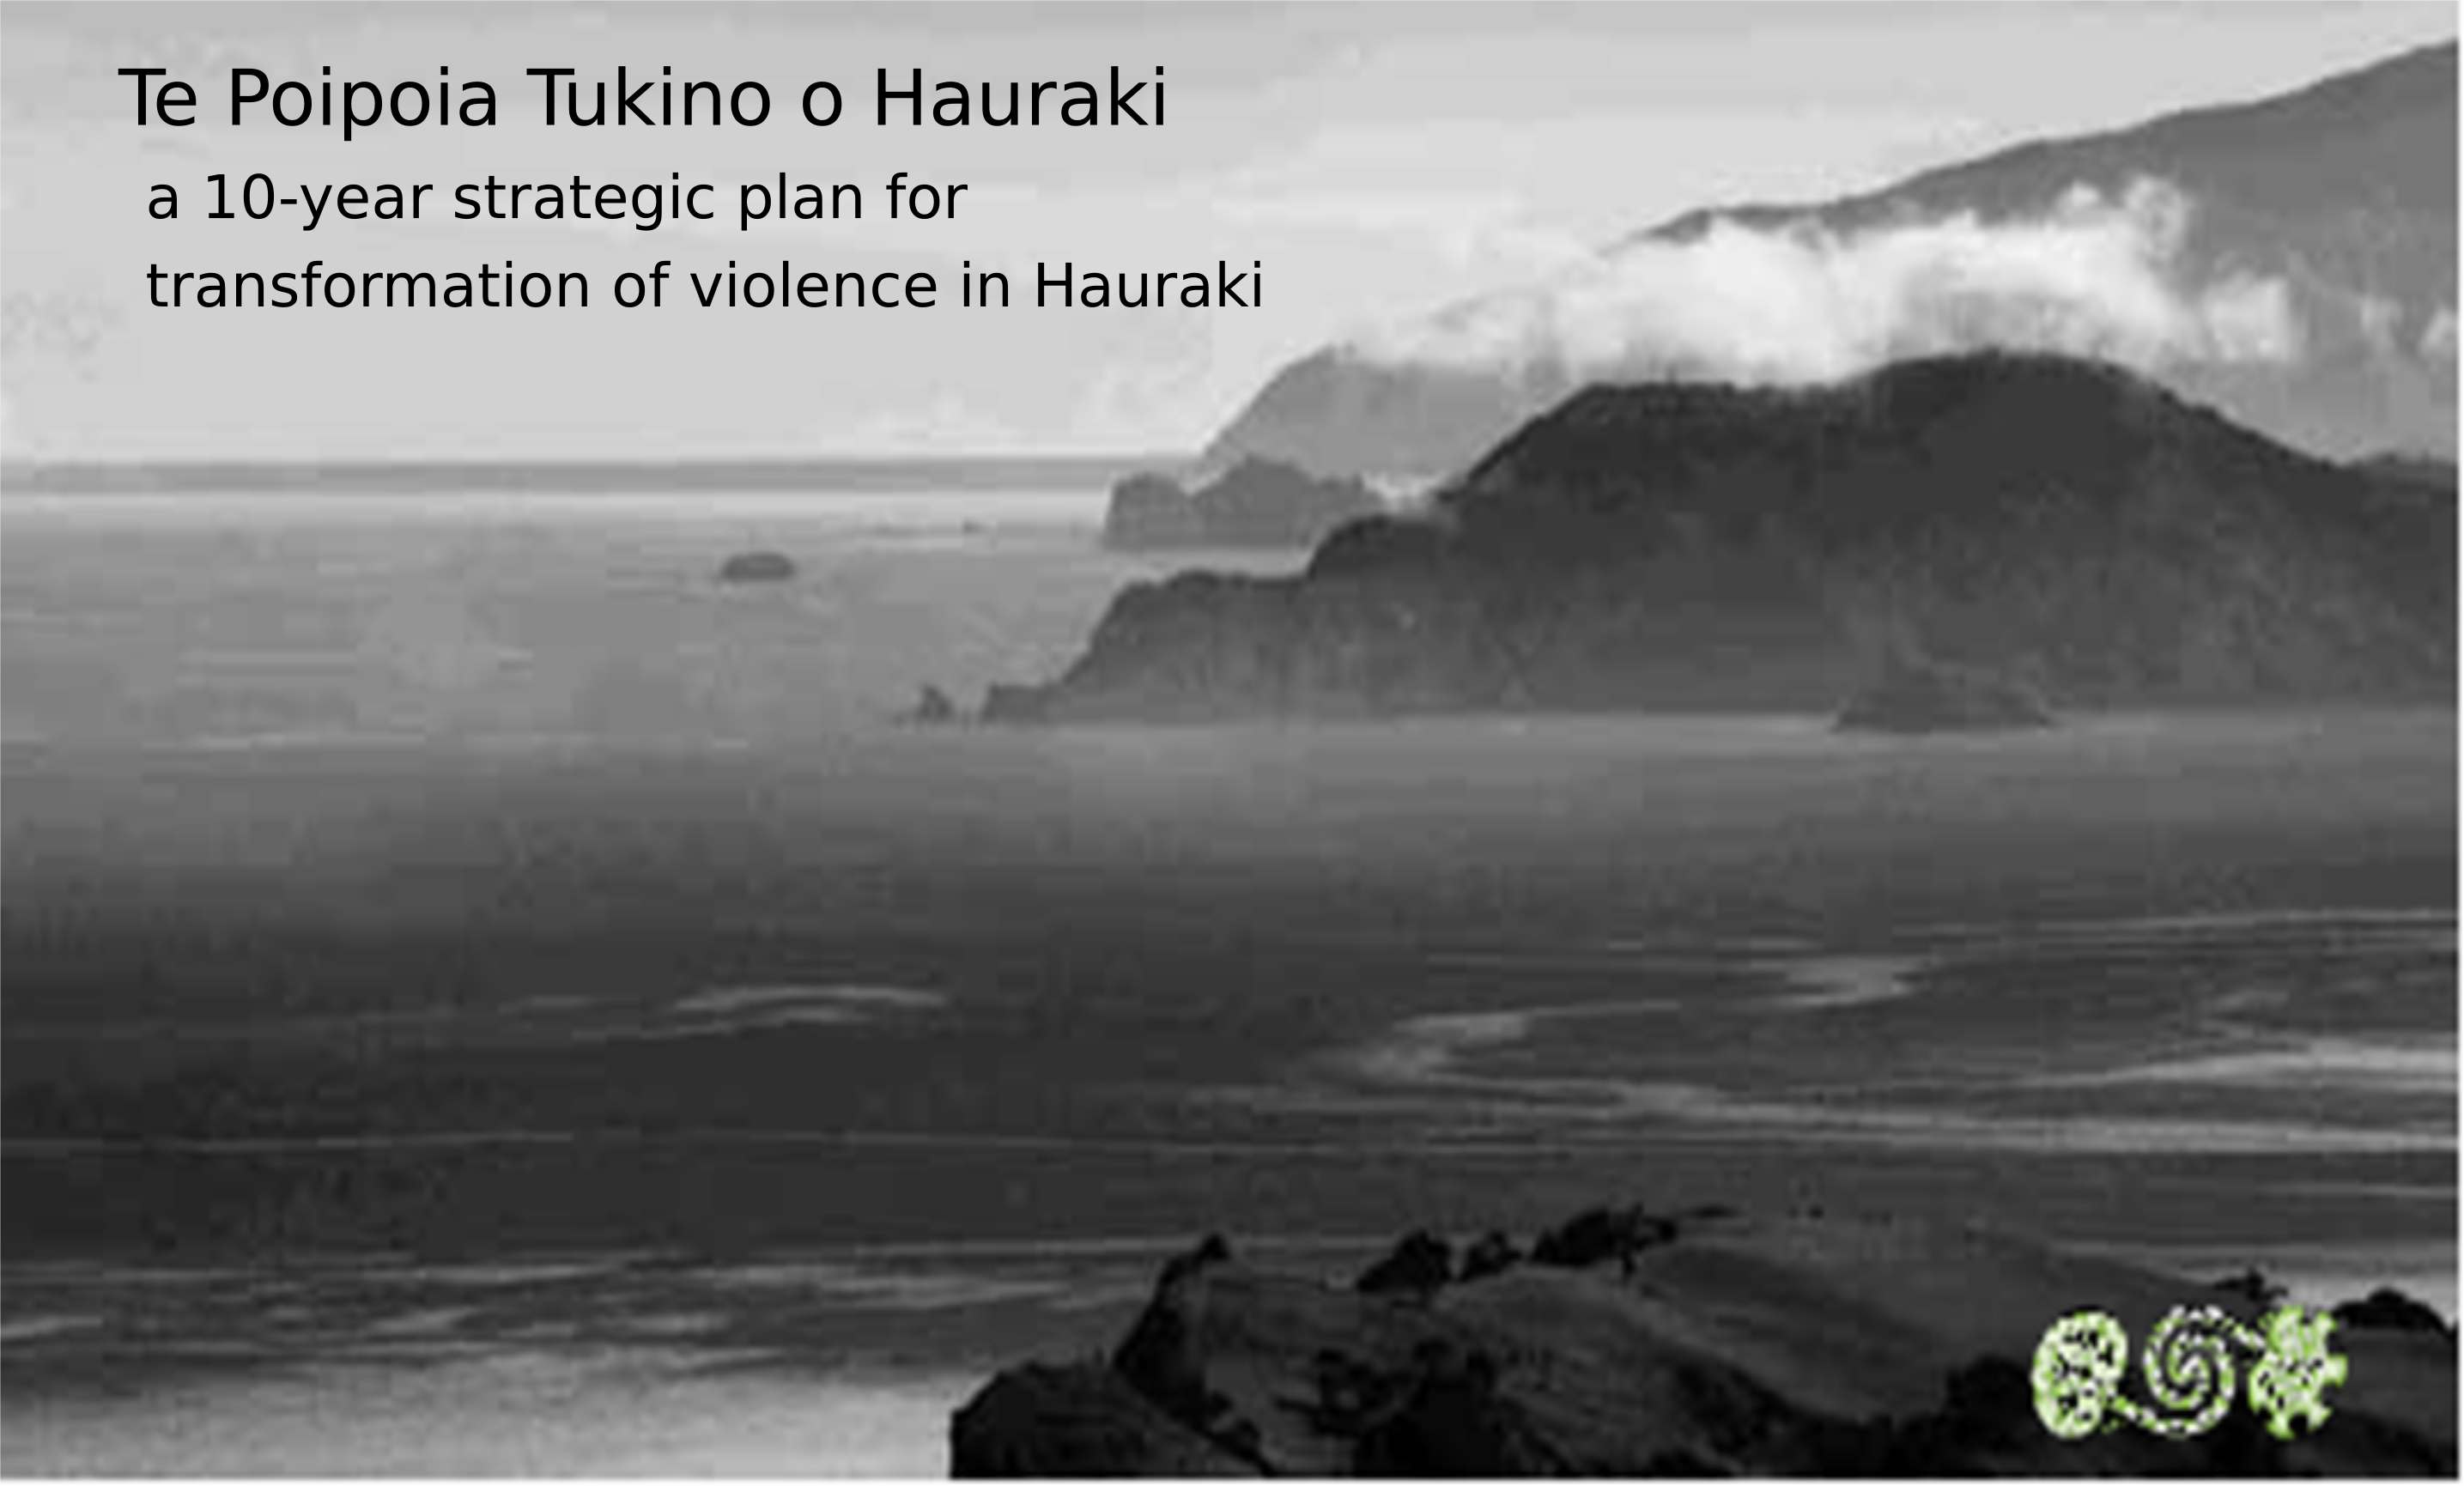 Te Poipoia Tukino o Hauraki
a 10-year strategic plan for
transformation of violence in Hauraki